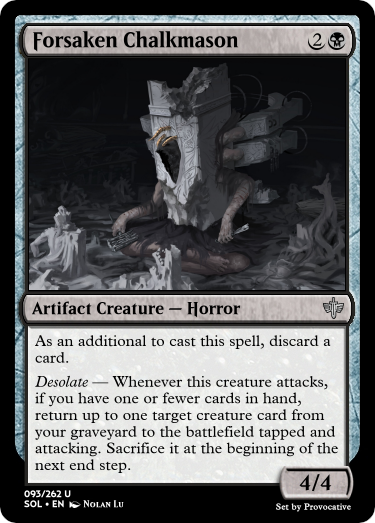 Forsaken Chalkmason 2
Artifact Creature — Horror
As an additional to cast this spell, discard a
card.
Desolate — Whenever this creature attacks,
if you have one or fewer cards in hand,
return up to one target creature card from
your graveyard to the battlefield tapped and
attacking. Sacrifice it at the beginning of the
next end step.
4/4
093/262 U
SOL • EN Nolan Lu
Set by Provocative